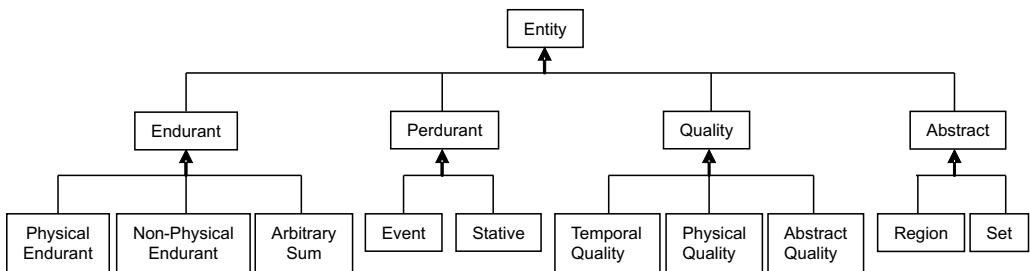 Entity
Endurant
Perdurant
Quality
Abstract
Physical
Endurant
Non-Physical
Endurant
Arbitrary
Sum
Event
Stative
Temporal
Quality
Physical
Quality
Abstract
Quality
Region
Set